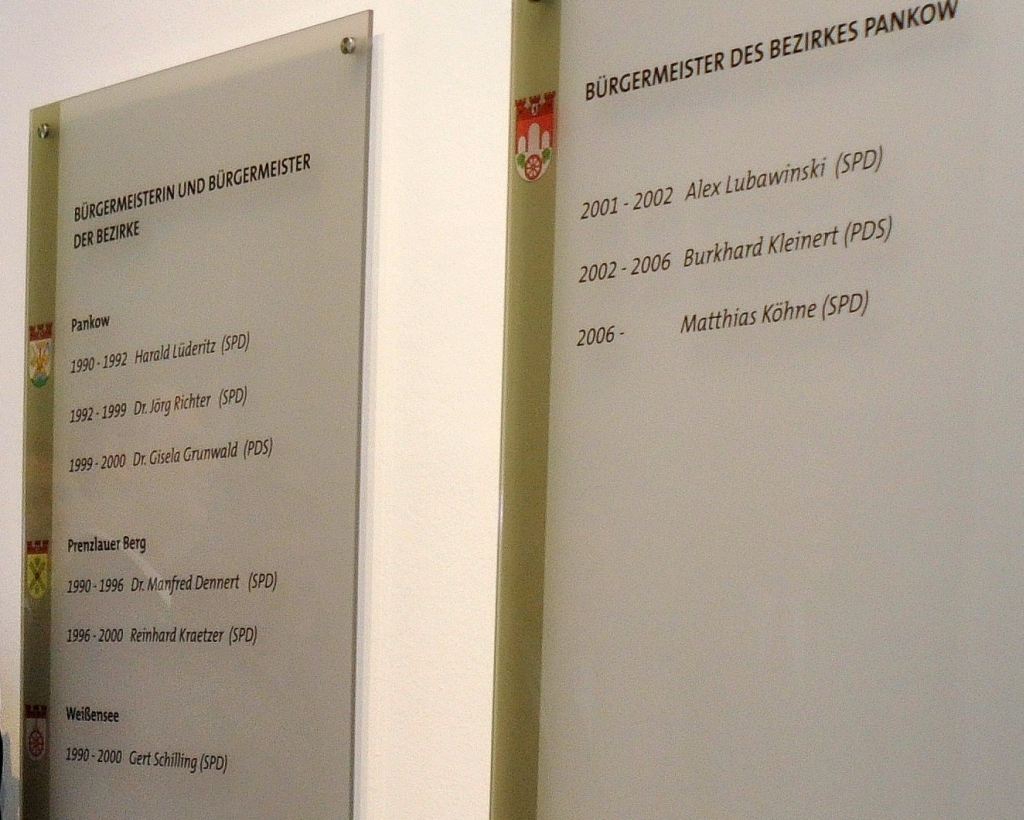 BÜRGERMEISTERIN UND BÜRGERMEISTER
DER BEZIRKE
Pankow
1990 - 1992 Harald Lüderitz (SPD)
1992 - 1999 Dr. Jörg Richter (SPD)
1999 - 2000 Dr. Gisela Grunwald (PDS)
Prenzlauer Berg
1990 - 1996 Dr. Manfred Dennert (SPD)
1996 - 2000 Reinhard Kraetzer (SPD)
Weißensee
1990 - 2000 Gert Schilling (SPD)
BÜRGERMEISTER DES BEZIRKES PANKOW
2001 - 2002 Alex Lubawinski (SPD)
2002 - 2006 Burkhard Kleinert (PDS)
2006 - Matthias Köhne (SPD)